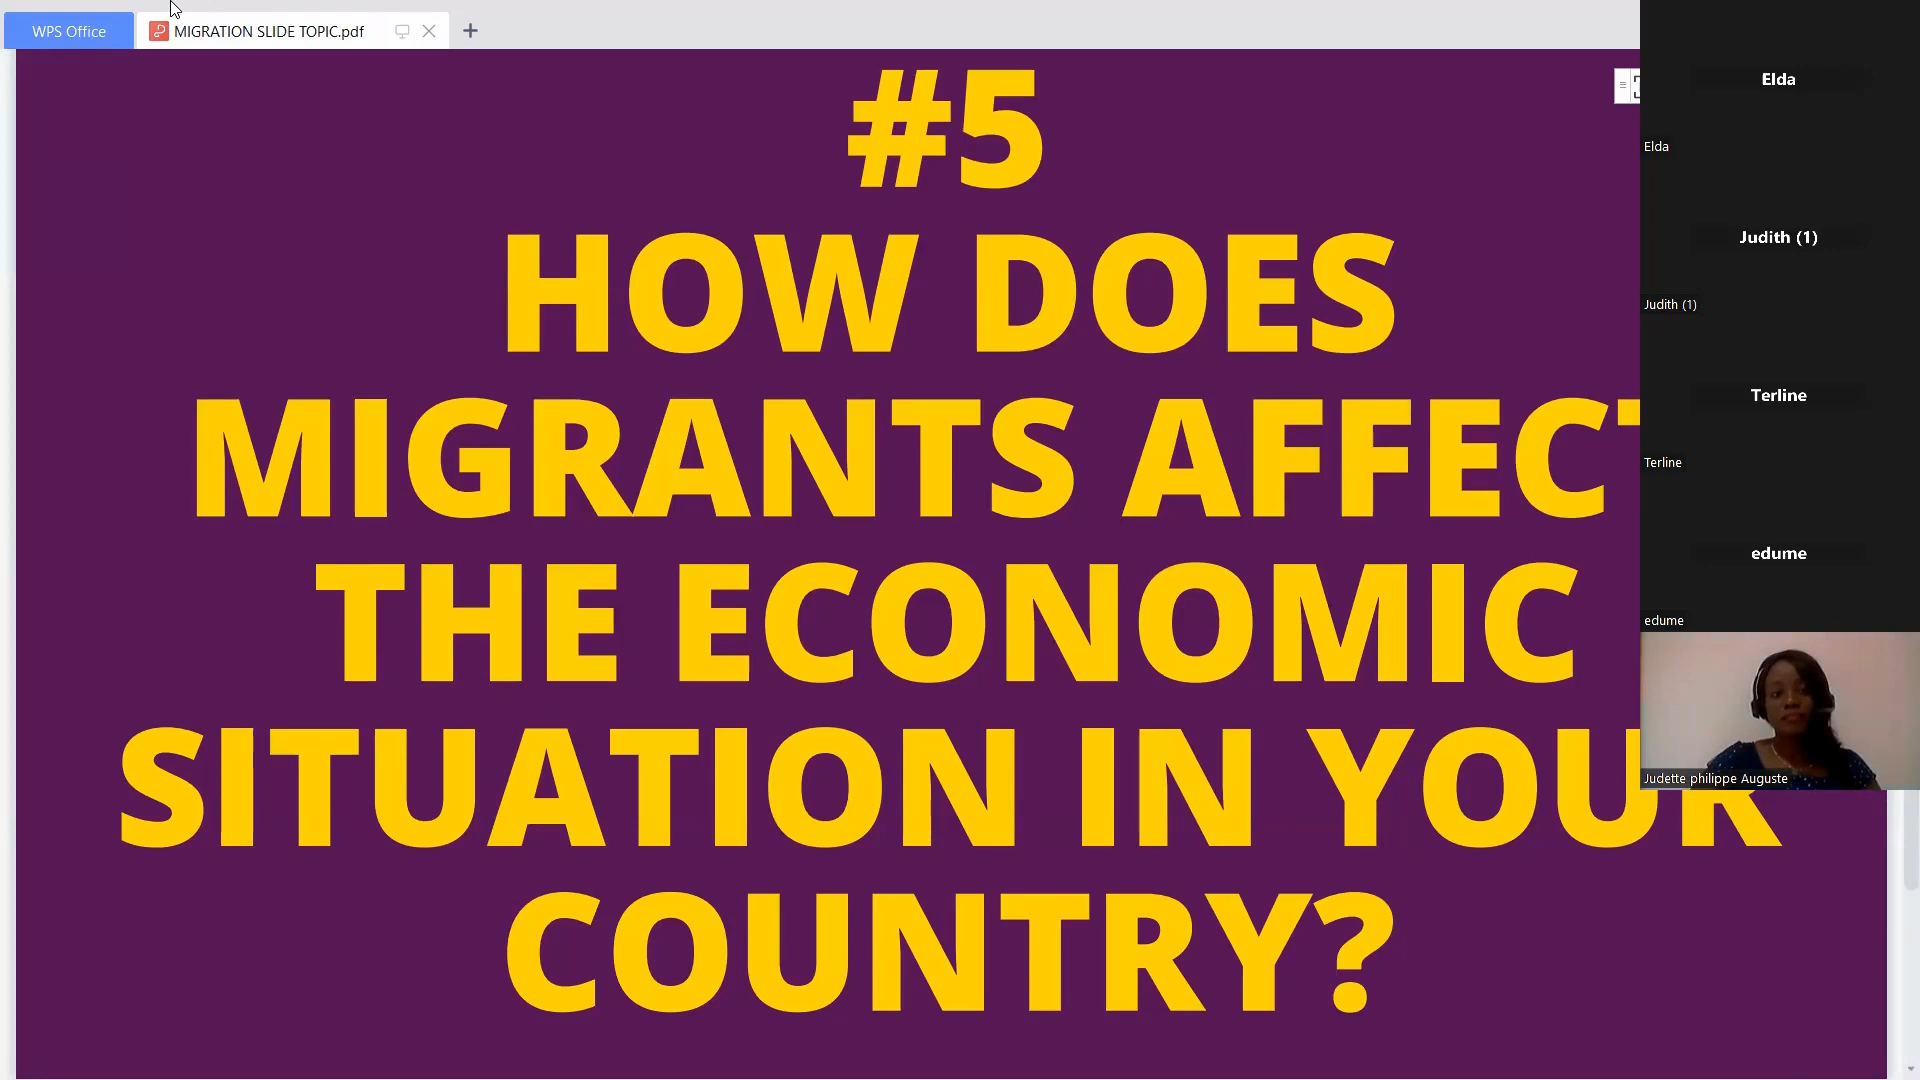 WPS Office
MIGRATION SLIDE TOPIC.pdf
#5
HOW DOES
MIGRANTS AFFECT
THE ECONOMIC
SITUATION IN YOUR
COUNTRY?
Elda
Elda
Judith (1)
Judith (1)
Terline
Terline
edume
edume
Judette philippe Auguste